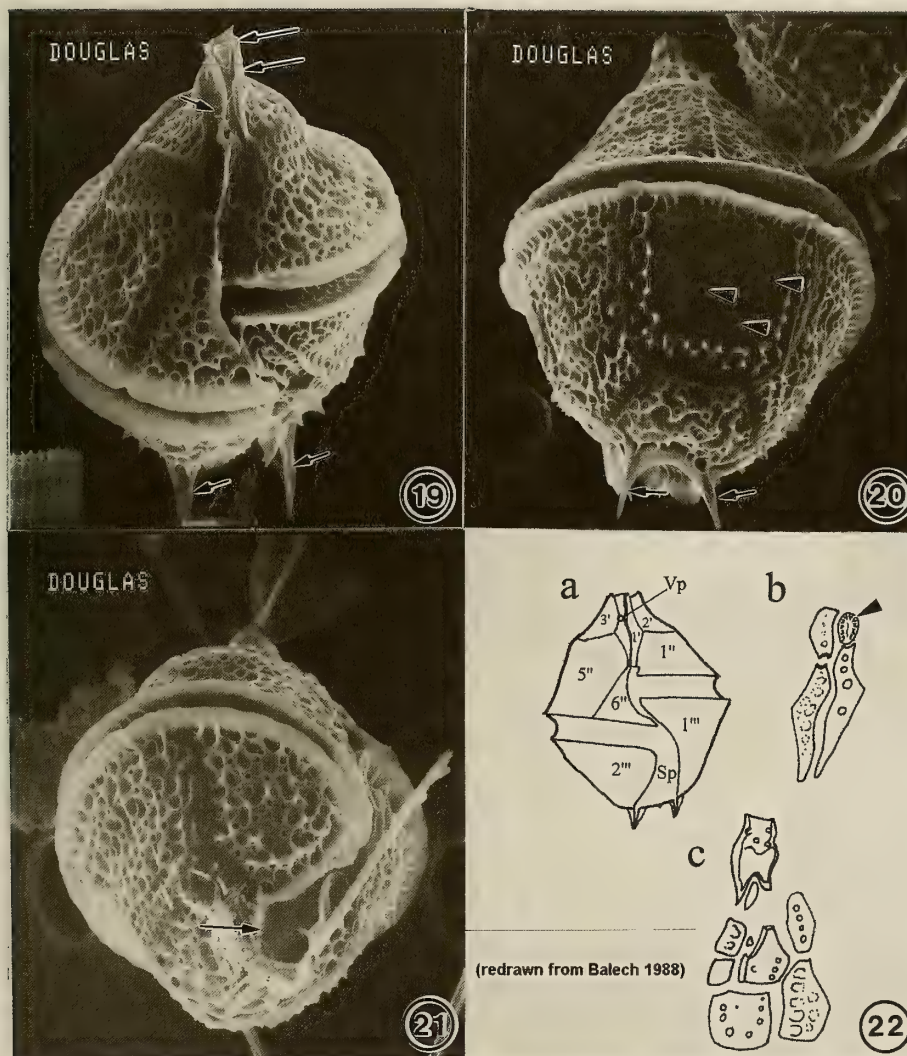 DOUGLAS
19
DOUGLAS
20
DOUGLAS
21
a
Vp
3' 2'
1'
5" 1"
6"
1'''
2''' Sp
b
c
(redrawn from Balech 1988)
22